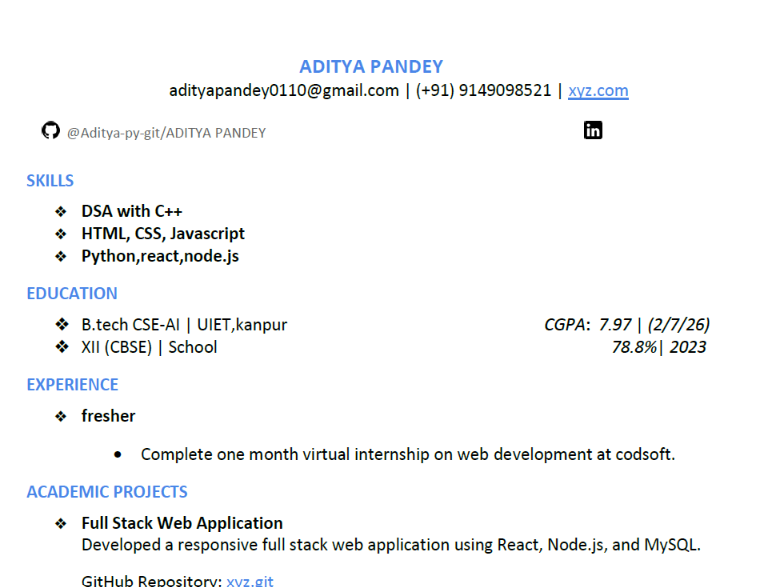 ADITYA PANDEY
adityapandey0110@gmail.com | (+91) 9149098521 | xyz.com
@Aditya-py-git/ADITYA PANDEY
SKILLS
❖ DSA with C++
❖ HTML, CSS, Javascript
❖ Python,react,node.js
EDUCATION
❖ B.tech CSE-AI | UIET,kanpur CGPA: 7.97 | (2/7/26)
❖ XII (CBSE) | School 78.8%| 2023
EXPERIENCE
❖ fresher
• Complete one month virtual internship on web development at codsoft.
ACADEMIC PROJECTS
❖ Full Stack Web Application
Developed a responsive full stack web application using React, Node.js, and MySQL.
GitHub Repository: xyz.git